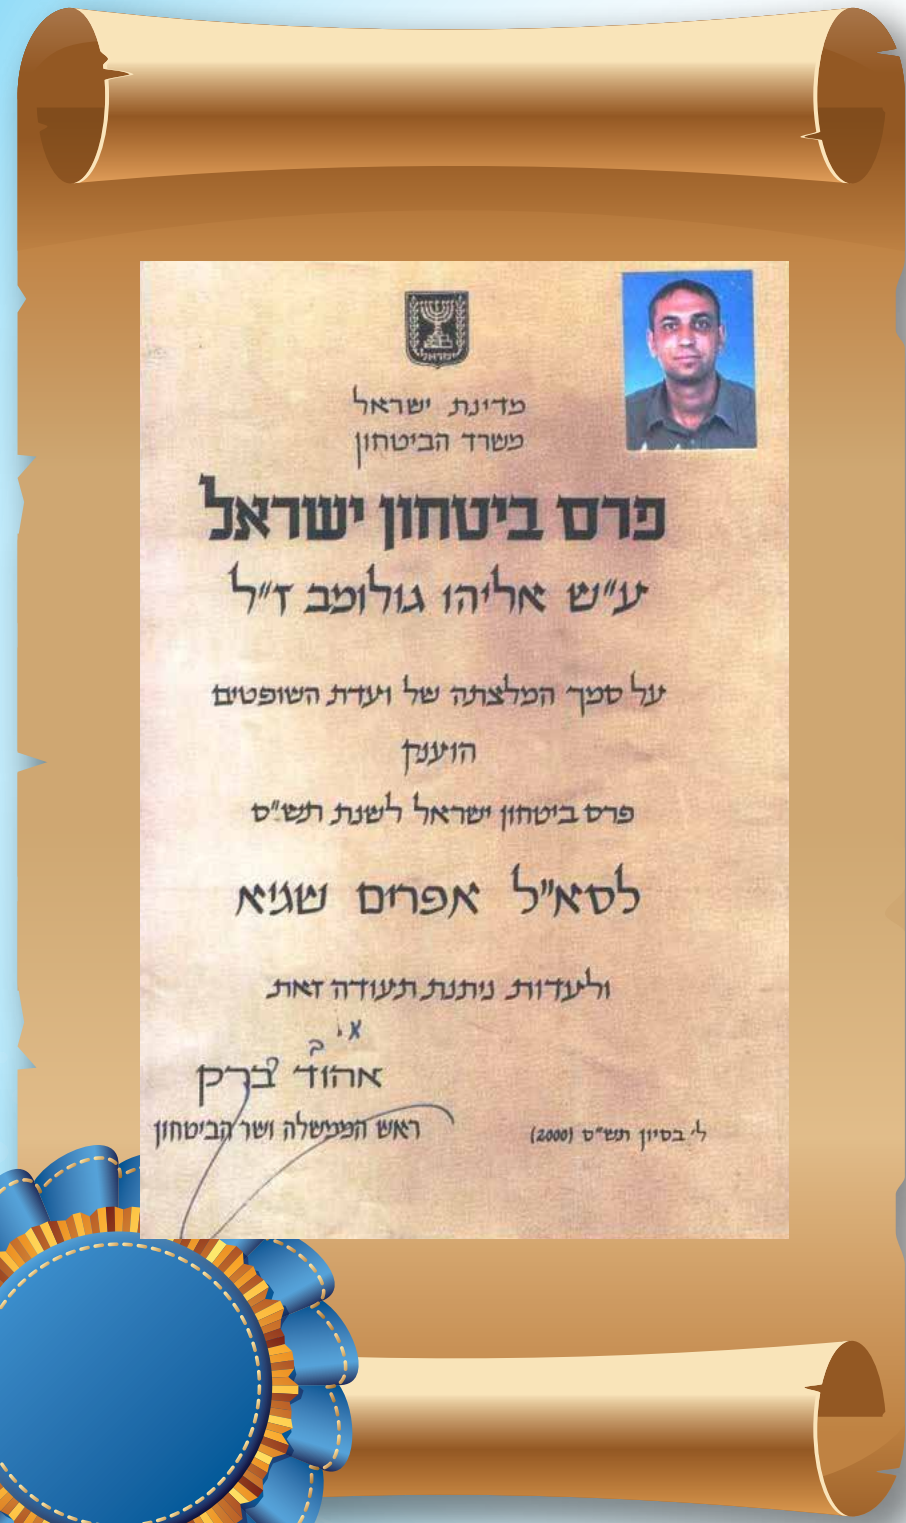 ישראל
מדינת ישראל
משרד הביטחון
פרס ביטחון ישראל
ע״ש אליהו גולומב ז״ל
על סמך המלצתה של ועדת השופטים
הוענק
פרס ביטחון ישראל לשנת תש״ס
לסא״ל אפרים שגיא
ולעדות ניתנת תעודה זאת
אהוד ברק
ראש הממשלה ושר הביטחון
ל׳ בסיון תש״ס (2000)